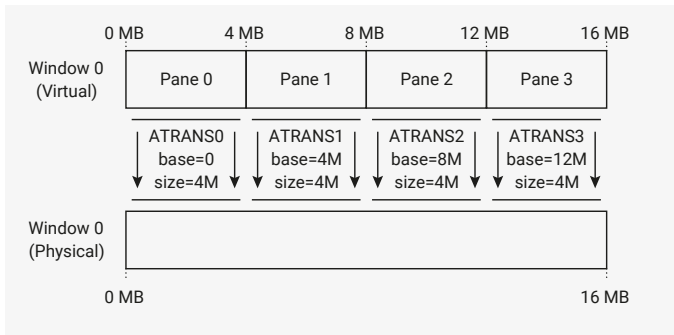 0 MB 4 MB 8 MB 12 MB 16 MB
Window 0
(Virtual)
Pane 0 Pane 1 Pane 2 Pane 3
ATRANS0 ATRANS1 ATRANS2 ATRANS3
base=0 base=4M base=8M base=12M
size=4M size=4M size=4M size=4M
Window 0
(Physical)
0 MB 16 MB